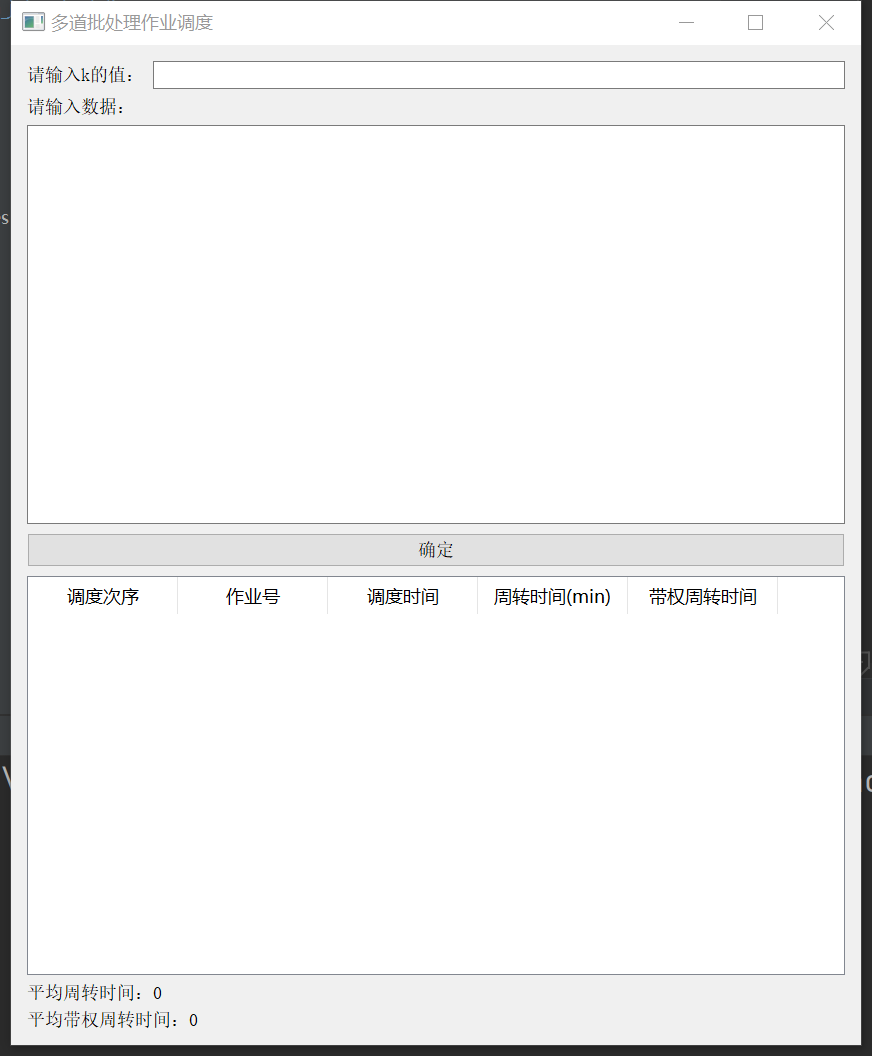 多道批处理作业调度
请输入k的值：
请输入数据：
s
确定
调度次序 作业号 调度时间 周转时间(min) 带权周转时间
平均周转时间：0
平均带权周转时间：0